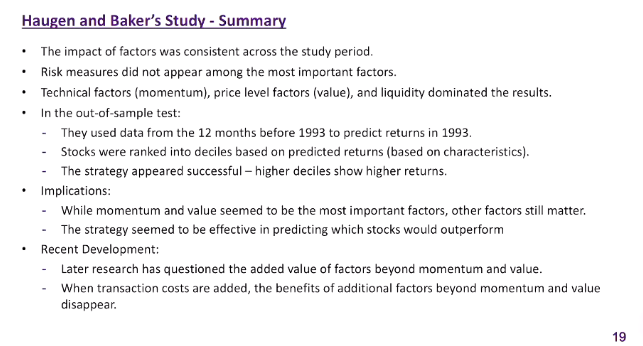 Haugen and Baker's Study - Summary
• The impact of factors was consistent across the study period.
• Risk measures did not appear among the most important factors.
• Technical factors (momentum), price level factors (value), and liquidity dominated the results.
• In the out-of-sample test:
- They used data from the 12 months before 1993 to predict returns in 1993.
- Stocks were ranked into deciles based on predicted returns (based on characteristics).
- The strategy appeared successful – higher deciles show higher returns.
• Implications:
- While momentum and value seemed to be the most important factors, other factors still matter.
- The strategy seemed to be effective in predicting which stocks would outperform
• Recent Development:
- Later research has questioned the added value of factors beyond momentum and value.
- When transaction costs are added, the benefits of additional factors beyond momentum and value
disappear.
19